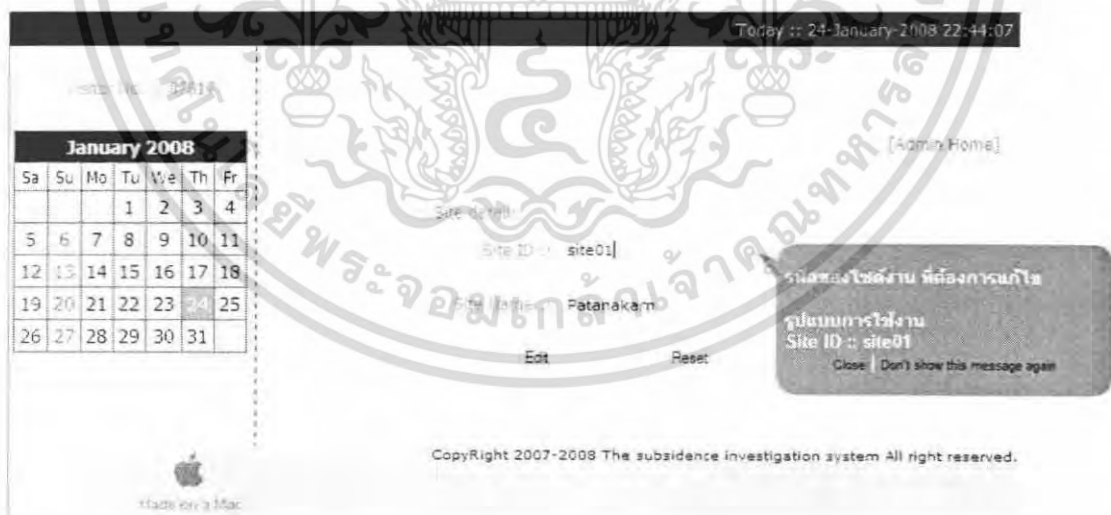 Today :: 24-January-2008 22:44:07
[Admin Home]
January 2008
Sa Su Mo Tu We Th Fr
1 2 3 4
5 6 7 8 9 10 11
12 13 14 15 16 17 18
19 20 21 22 23 24 25
26 27 28 29 30 31
Site detail
Site ID :: site01
Site Name Patanakarn
Edit Reset
รหัสของไซต์งาน ที่ต้องการแก้ไข
รูปแบบการใช้งาน
Site ID :: site01
Close Don't show this message again
CopyRight 2007-2008 The subsidence investigation system All right reserved.
Made on a Mac